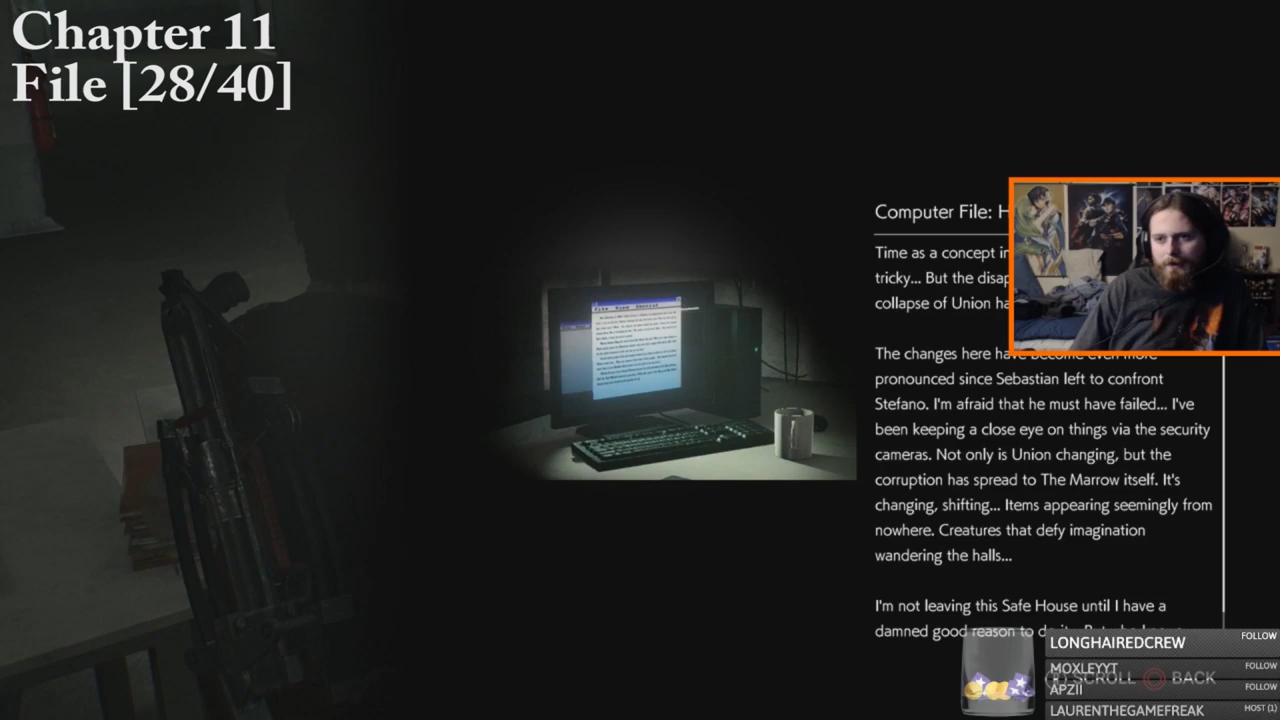 Chapter 11
File [28/40]
Computer File: H
Time as a concept in
tricky... But the disap
collapse of Union ha
The changes here have become even more
pronounced since Sebastian left to confront
Stefano. I'm afraid that he must have failed... I've
been keeping a close eye on things via the security
cameras. Not only is Union changing, but the
corruption has spread to The Marrow itself. It's
changing, shifting... Items appearing seemingly from
nowhere. Creatures that defy imagination
wandering the halls...
I'm not leaving this Safe House until I have a
damned good reason to do it.
LONGHAIREDCREW FOLLOW
MOXLEYYT FOLLOW
SCROLL BACK
APZII FOLLOW
LAURENTHEGAMEFREAK HOST (1)